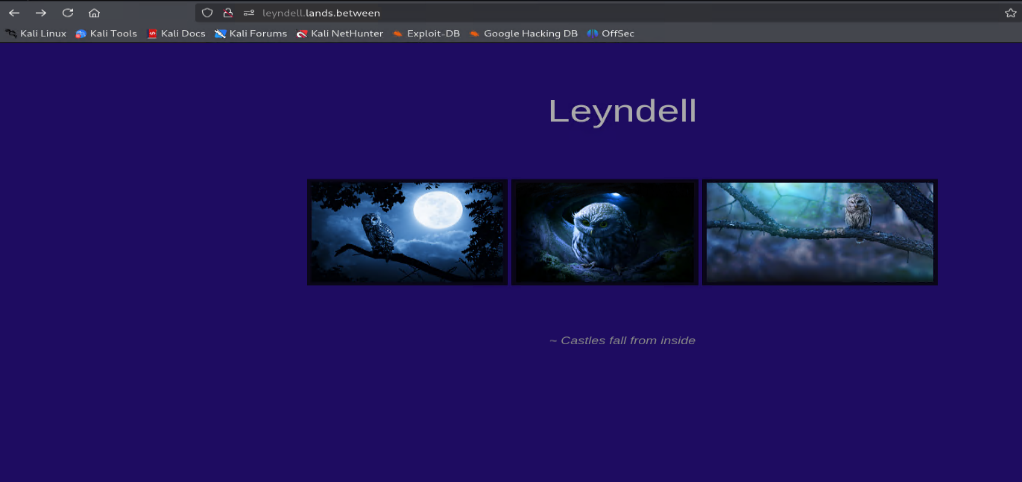 leyndell.lands.between
Kali Linux Kali Tools Kali Docs Kali Forums Kali NetHunter Exploit-DB Google Hacking DB OffSec
Leyndell
~ Castles fall from inside